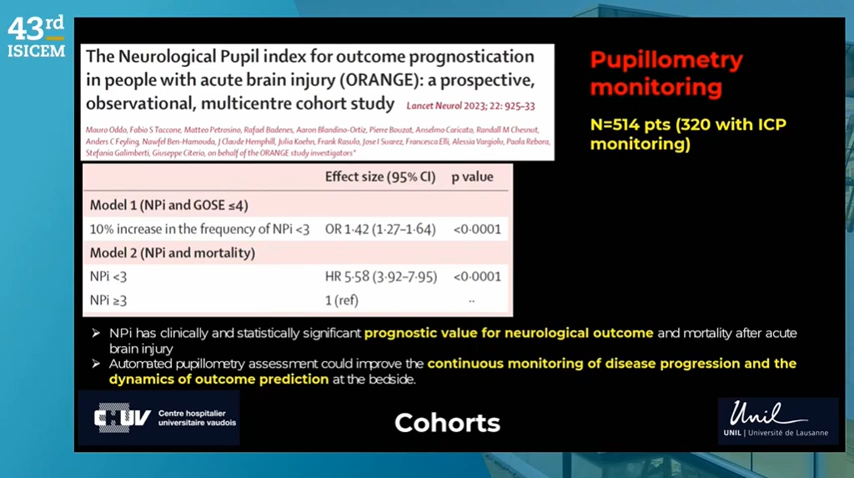 43rd
ISICEM
The Neurological Pupil index for outcome prognostication
in people with acute brain injury (ORANGE): a prospective,
observational, multicentre cohort study Lancet Neurol 2023; 22: 925–33
Mauro Oddo, Fabio S Taccone, Matteo Petrosino, Rafael Badenes, Aaron Blandino-Ortiz, Pierre Bouzat, Anselmo Caricato, Randall M Chesnut,
Anders C Feyling, Nawfel Ben-Hamouda, J Claude Hemphill, Julia Koehn, Frank Rasulo, Jose I Suarez, Francesca Elli, Alessia Vargiolu, Paola Rebora,
Stefania Galimberti, Giuseppe Citerio, on behalf of the ORANGE study investigators*
Pupillometry
monitoring
N=514 pts (320 with ICP
monitoring)
Effect size (95% CI) p value
Model 1 (NPi and GOSE ≤4)
10% increase in the frequency of NPi <3 OR 1·42 (1·27–1·64) <0·0001
Model 2 (NPi and mortality)
NPi <3 HR 5·58 (3·92–7·95) <0·0001
NPi ≥3 1 (ref) ··
➢ NPi has clinically and statistically significant prognostic value for neurological outcome and mortality after acute
brain injury
➢ Automated pupillometry assessment could improve the continuous monitoring of disease progression and the
dynamics of outcome prediction at the bedside.
CHUV Centre hospitalier
universitaire vaudois
Cohorts
Unil
UNIL | Université de Lausanne